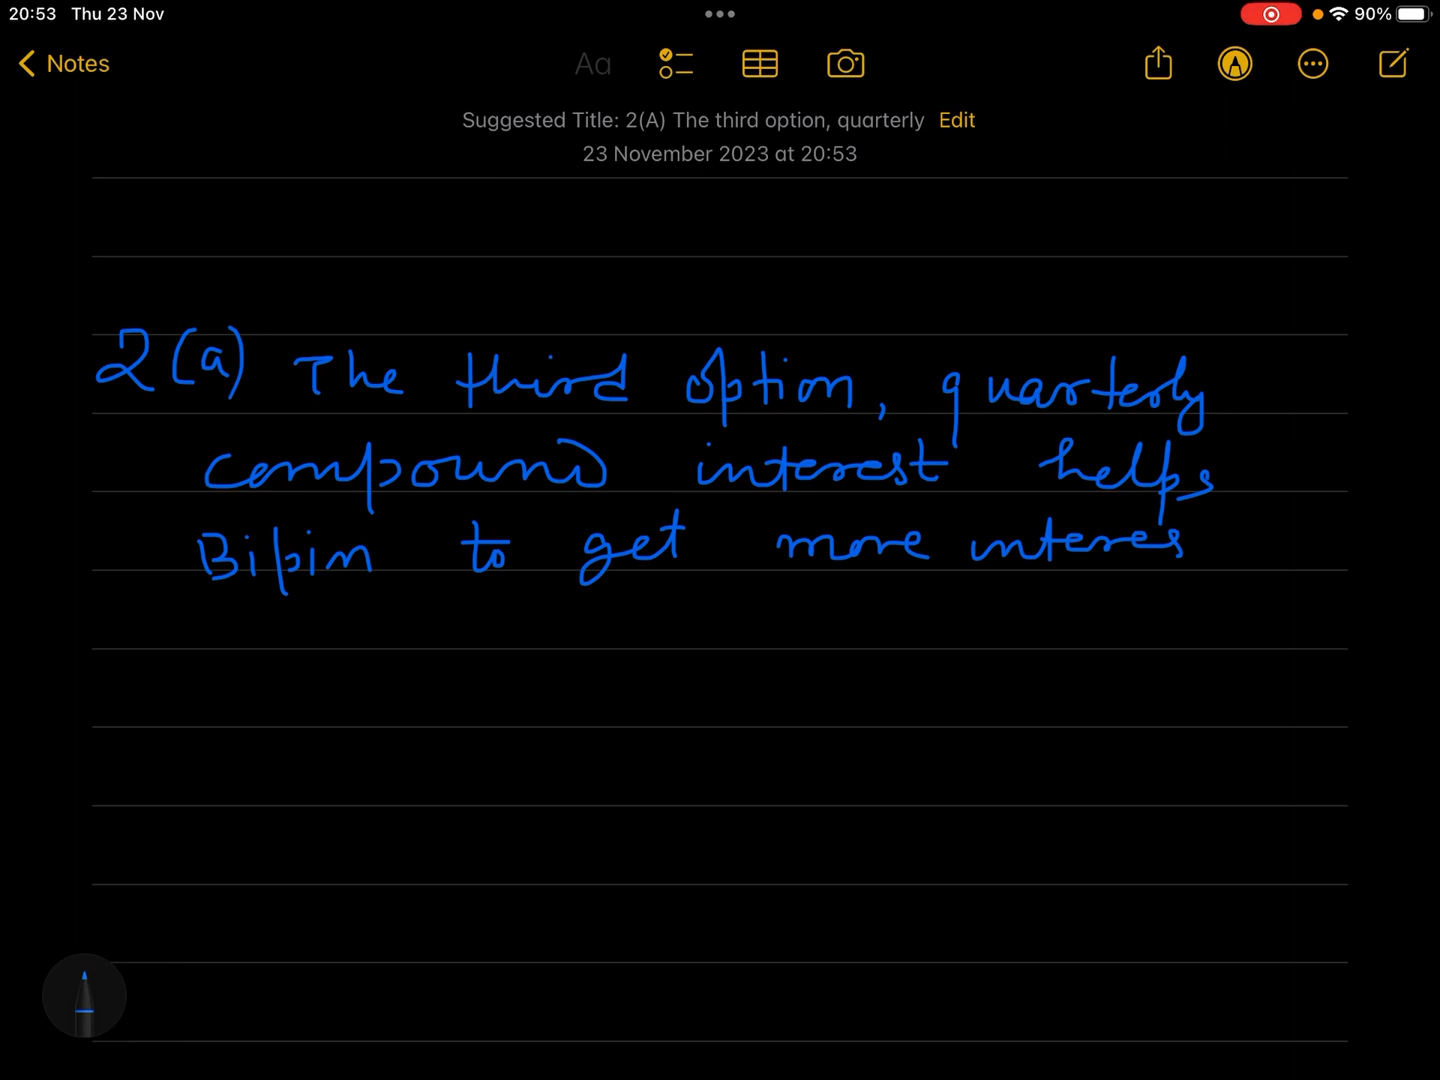 20:53 Thu 23 Nov
90%
Notes
Aa
Suggested Title: 2(A) The third option, quarterly Edit
23 November 2023 at 20:53
2(a) The third option, quarterly
compound interest helps
Bipin to get more interes